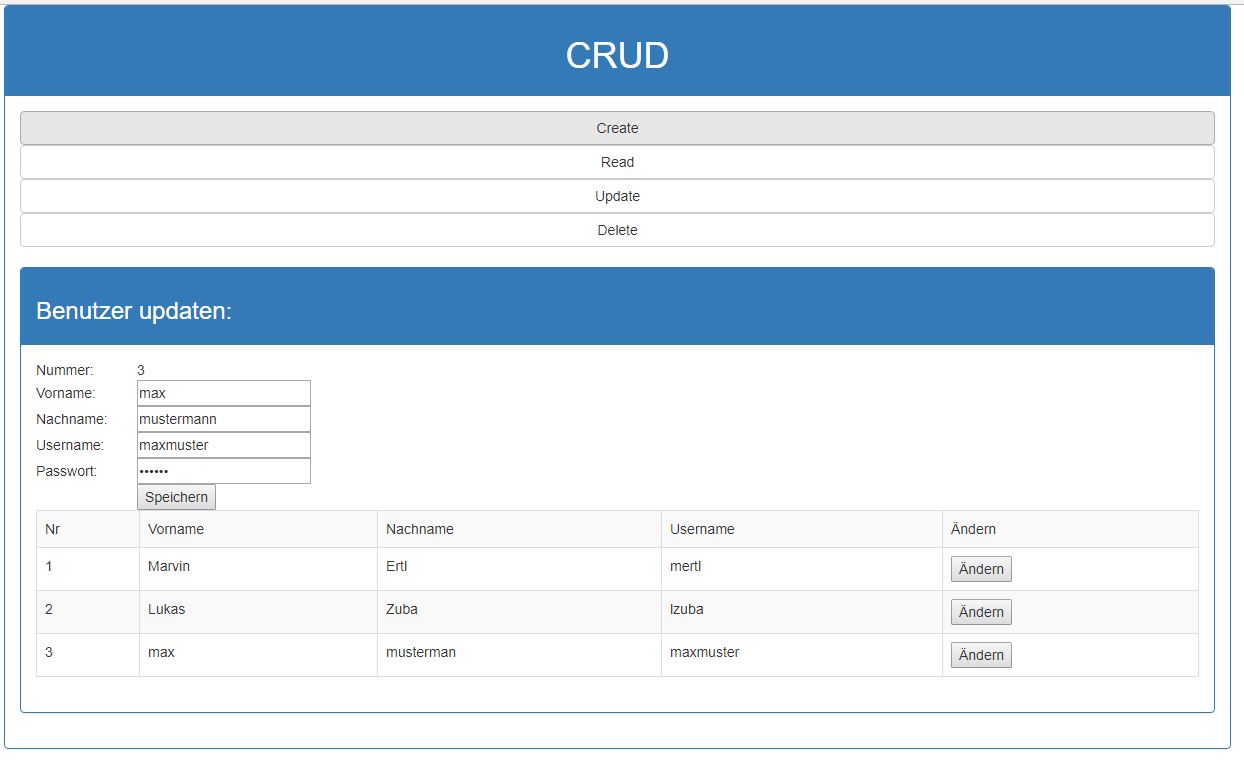 CRUD
Create
Read
Update
Delete
Benutzer updaten:
Nummer: 3
Vorname: max
Nachname: mustermann
Username: maxmuster
Passwort: ••••••
Speichern
Nr Vorname Nachname Username Ändern
1 Marvin Ertl mertl Ändern
2 Lukas Zuba lzuba Ändern
3 max musterman maxmuster Ändern